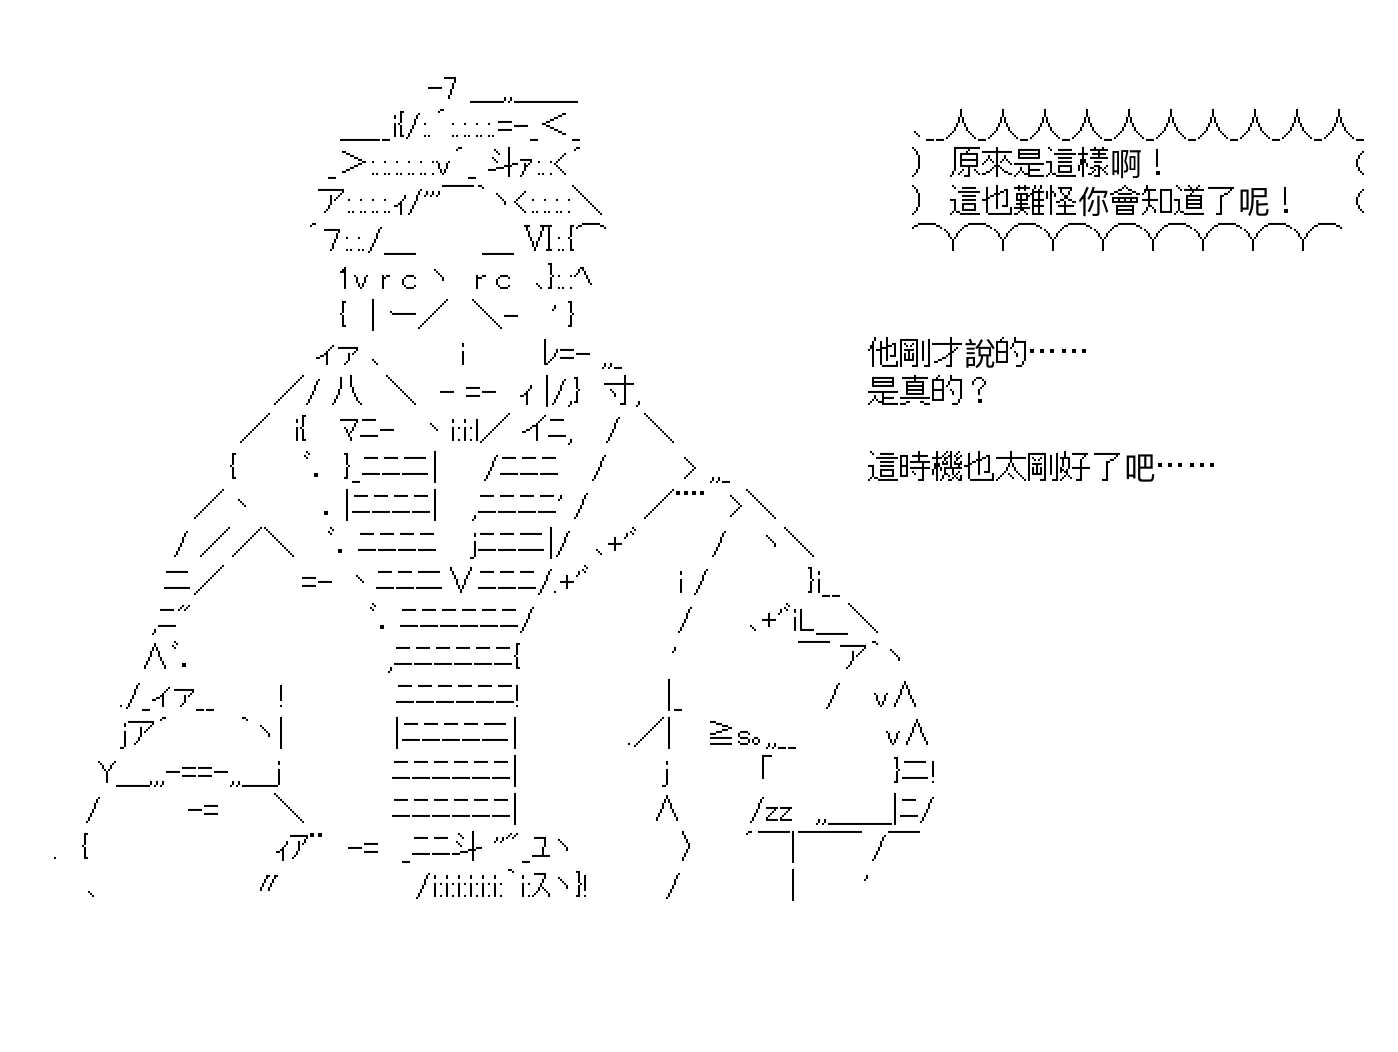 原來是這樣啊！
這也難怪你會知道了呢！
他剛才說的……
是真的？
這時機也太剛好了吧……